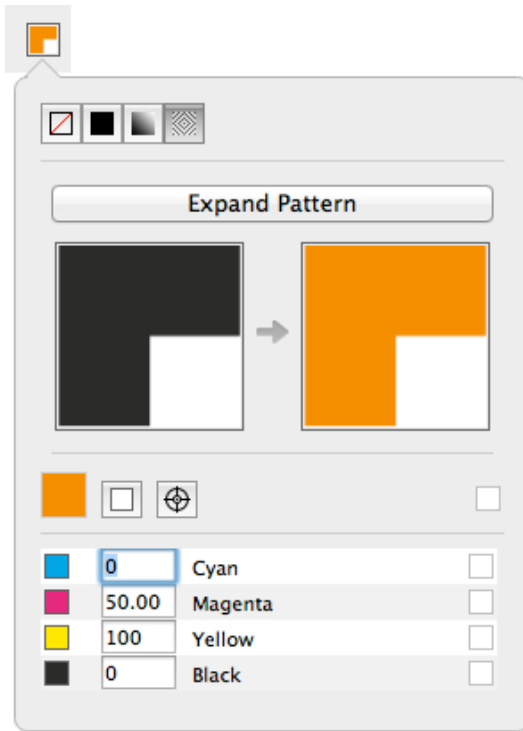 Expand Pattern
0 Cyan
50.00 Magenta
100 Yellow
0 Black